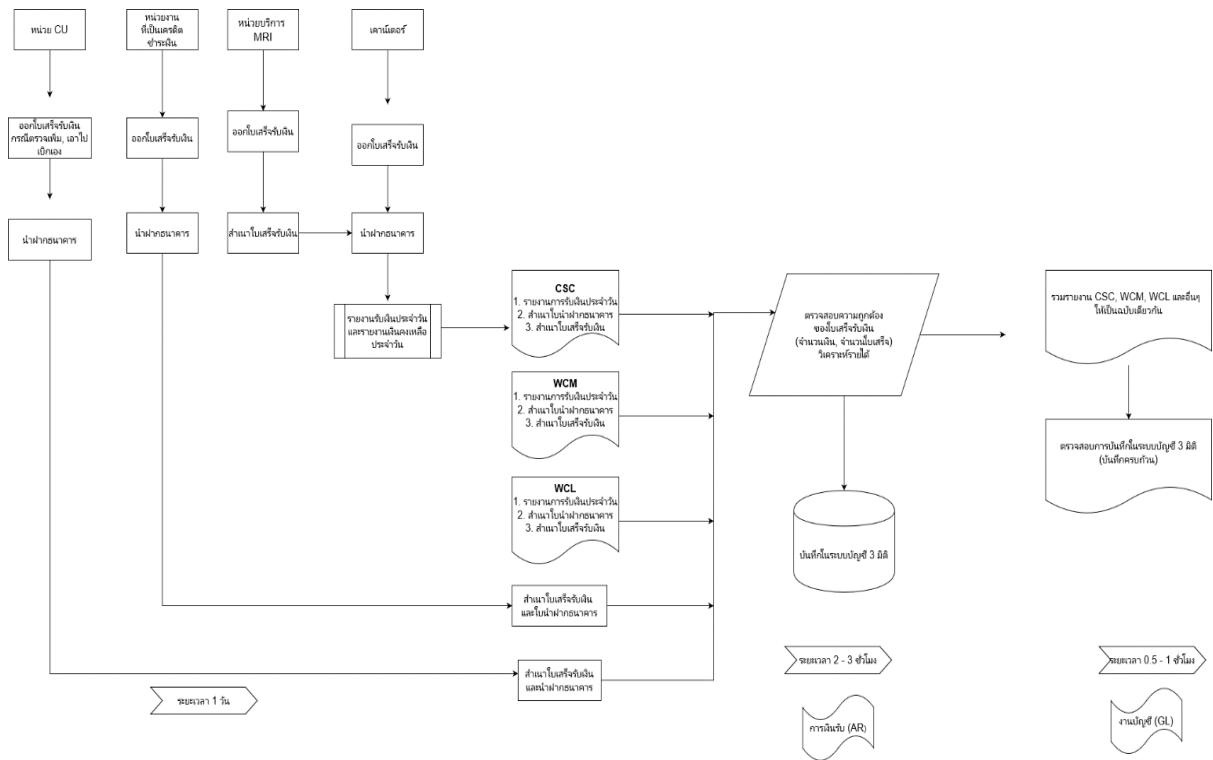 หน่วย CU
หน่วยงาน
ที่เป็นเครดิต
ชำระเงิน
หน่วยบริการ
MRI
เคาน์เตอร์
ออกใบเสร็จรับเงิน
กรณีตรวจเพิ่ม, เอาไป
เบิกเอง
ออกใบเสร็จรับเงิน
ออกใบเสร็จรับเงิน
ออกใบเสร็จรับเงิน
นำฝากธนาคาร
นำฝากธนาคาร
สำเนาใบเสร็จรับเงิน
นำฝากธนาคาร
รายงานรับเงินประจำวัน
และรายงานเงินคงเหลือ
ประจำวัน
CSC
1. รายงานการรับเงินประจำวัน
2. สำเนาใบนำฝากธนาคาร
3. สำเนาใบเสร็จรับเงิน
WCM
1. รายงานการรับเงินประจำวัน
2. สำเนาใบนำฝากธนาคาร
3. สำเนาใบเสร็จรับเงิน
WCL
1. รายงานการรับเงินประจำวัน
2. สำเนาใบนำฝากธนาคาร
3. สำเนาใบเสร็จรับเงิน
สำเนาใบเสร็จรับเงิน
และใบนำฝากธนาคาร
สำเนาใบเสร็จรับเงิน
และนำฝากธนาคาร
ระยะเวลา 1 วัน
ตรวจสอบความถูกต้อง
ของใบเสร็จรับเงิน
(จำนวนเงิน, จำนวนใบเสร็จ)
วิเคราะห์รายได้
บันทึกในระบบบัญชี 3 มิติ
ระยะเวลา 2 - 3 ชั่วโมง
การเงินรับ (AR)
รวมรายงาน CSC, WCM, WCL และอื่นๆ
ให้เป็นฉบับเดียวกัน
ตรวจสอบการบันทึกในระบบบัญชี 3 มิติ
(บันทึกครบถ้วน)
ระยะเวลา 0.5 - 1 ชั่วโมง
งานบัญชี (GL)